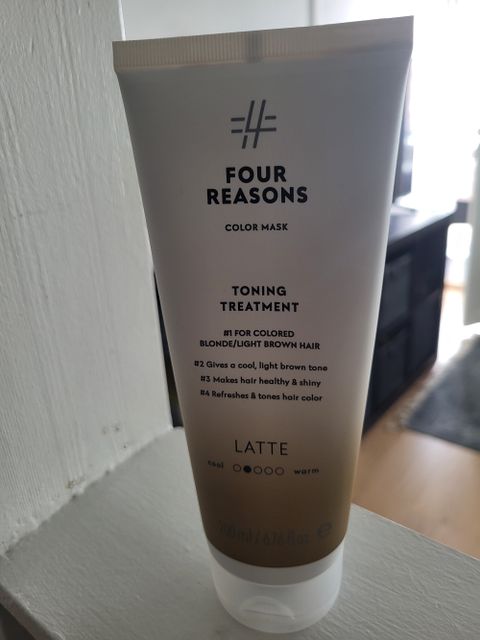 FOUR
REASONS
COLOR MASK
TONING
TREATMENT
#1 FOR COLORED
BLONDE/LIGHT BROWN HAIR
#2 Gives a cool, light brown tone
#3 Makes hair healthy & shiny
#4 Refreshes & tones hair color
LATTE
cool warm